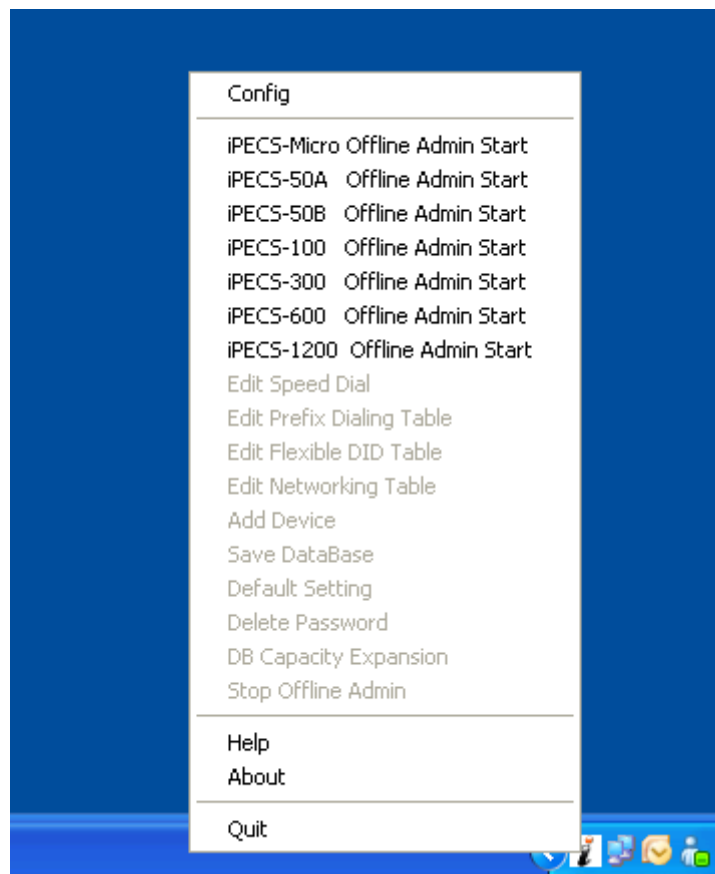 Config
iPECS-Micro Offline Admin Start
iPECS-50A Offline Admin Start
iPECS-50B Offline Admin Start
iPECS-100 Offline Admin Start
iPECS-300 Offline Admin Start
iPECS-600 Offline Admin Start
iPECS-1200 Offline Admin Start
Edit Speed Dial
Edit Prefix Dialing Table
Edit Flexible DID Table
Edit Networking Table
Add Device
Save DataBase
Default Setting
Delete Password
DB Capacity Expansion
Stop Offline Admin
Help
About
Quit